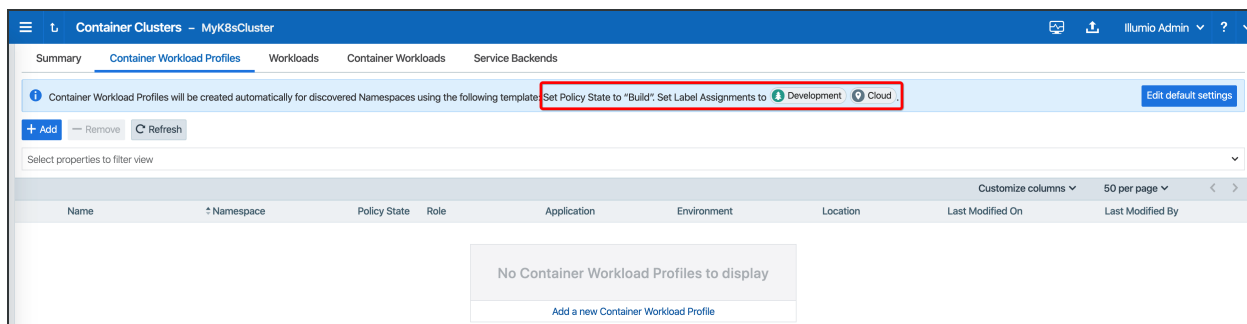 Container Clusters – MyK8sCluster
Illumio Admin ?
Summary Container Workload Profiles Workloads Container Workloads Service Backends
Container Workload Profiles will be created automatically for discovered Namespaces using the following template: Set Policy State to “Build”. Set Label Assignments to Development Cloud . Edit default settings
+ Add − Remove Refresh
Select properties to filter view
Customize columns 50 per page
Name Namespace Policy State Role Application Environment Location Last Modified On Last Modified By
No Container Workload Profiles to display
Add a new Container Workload Profile